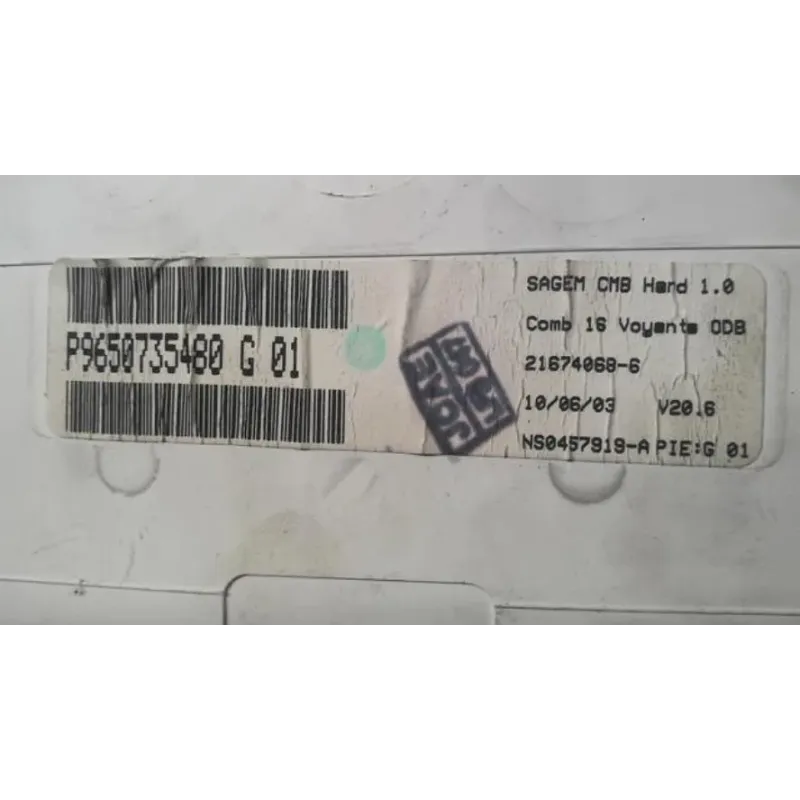 P9650735480 G 01
SAGEM CMB Hard 1.0
Comb 16 Voyants ODB
21674068-6
10/06/03 V20.6
NS0457919-A PIE:G 01